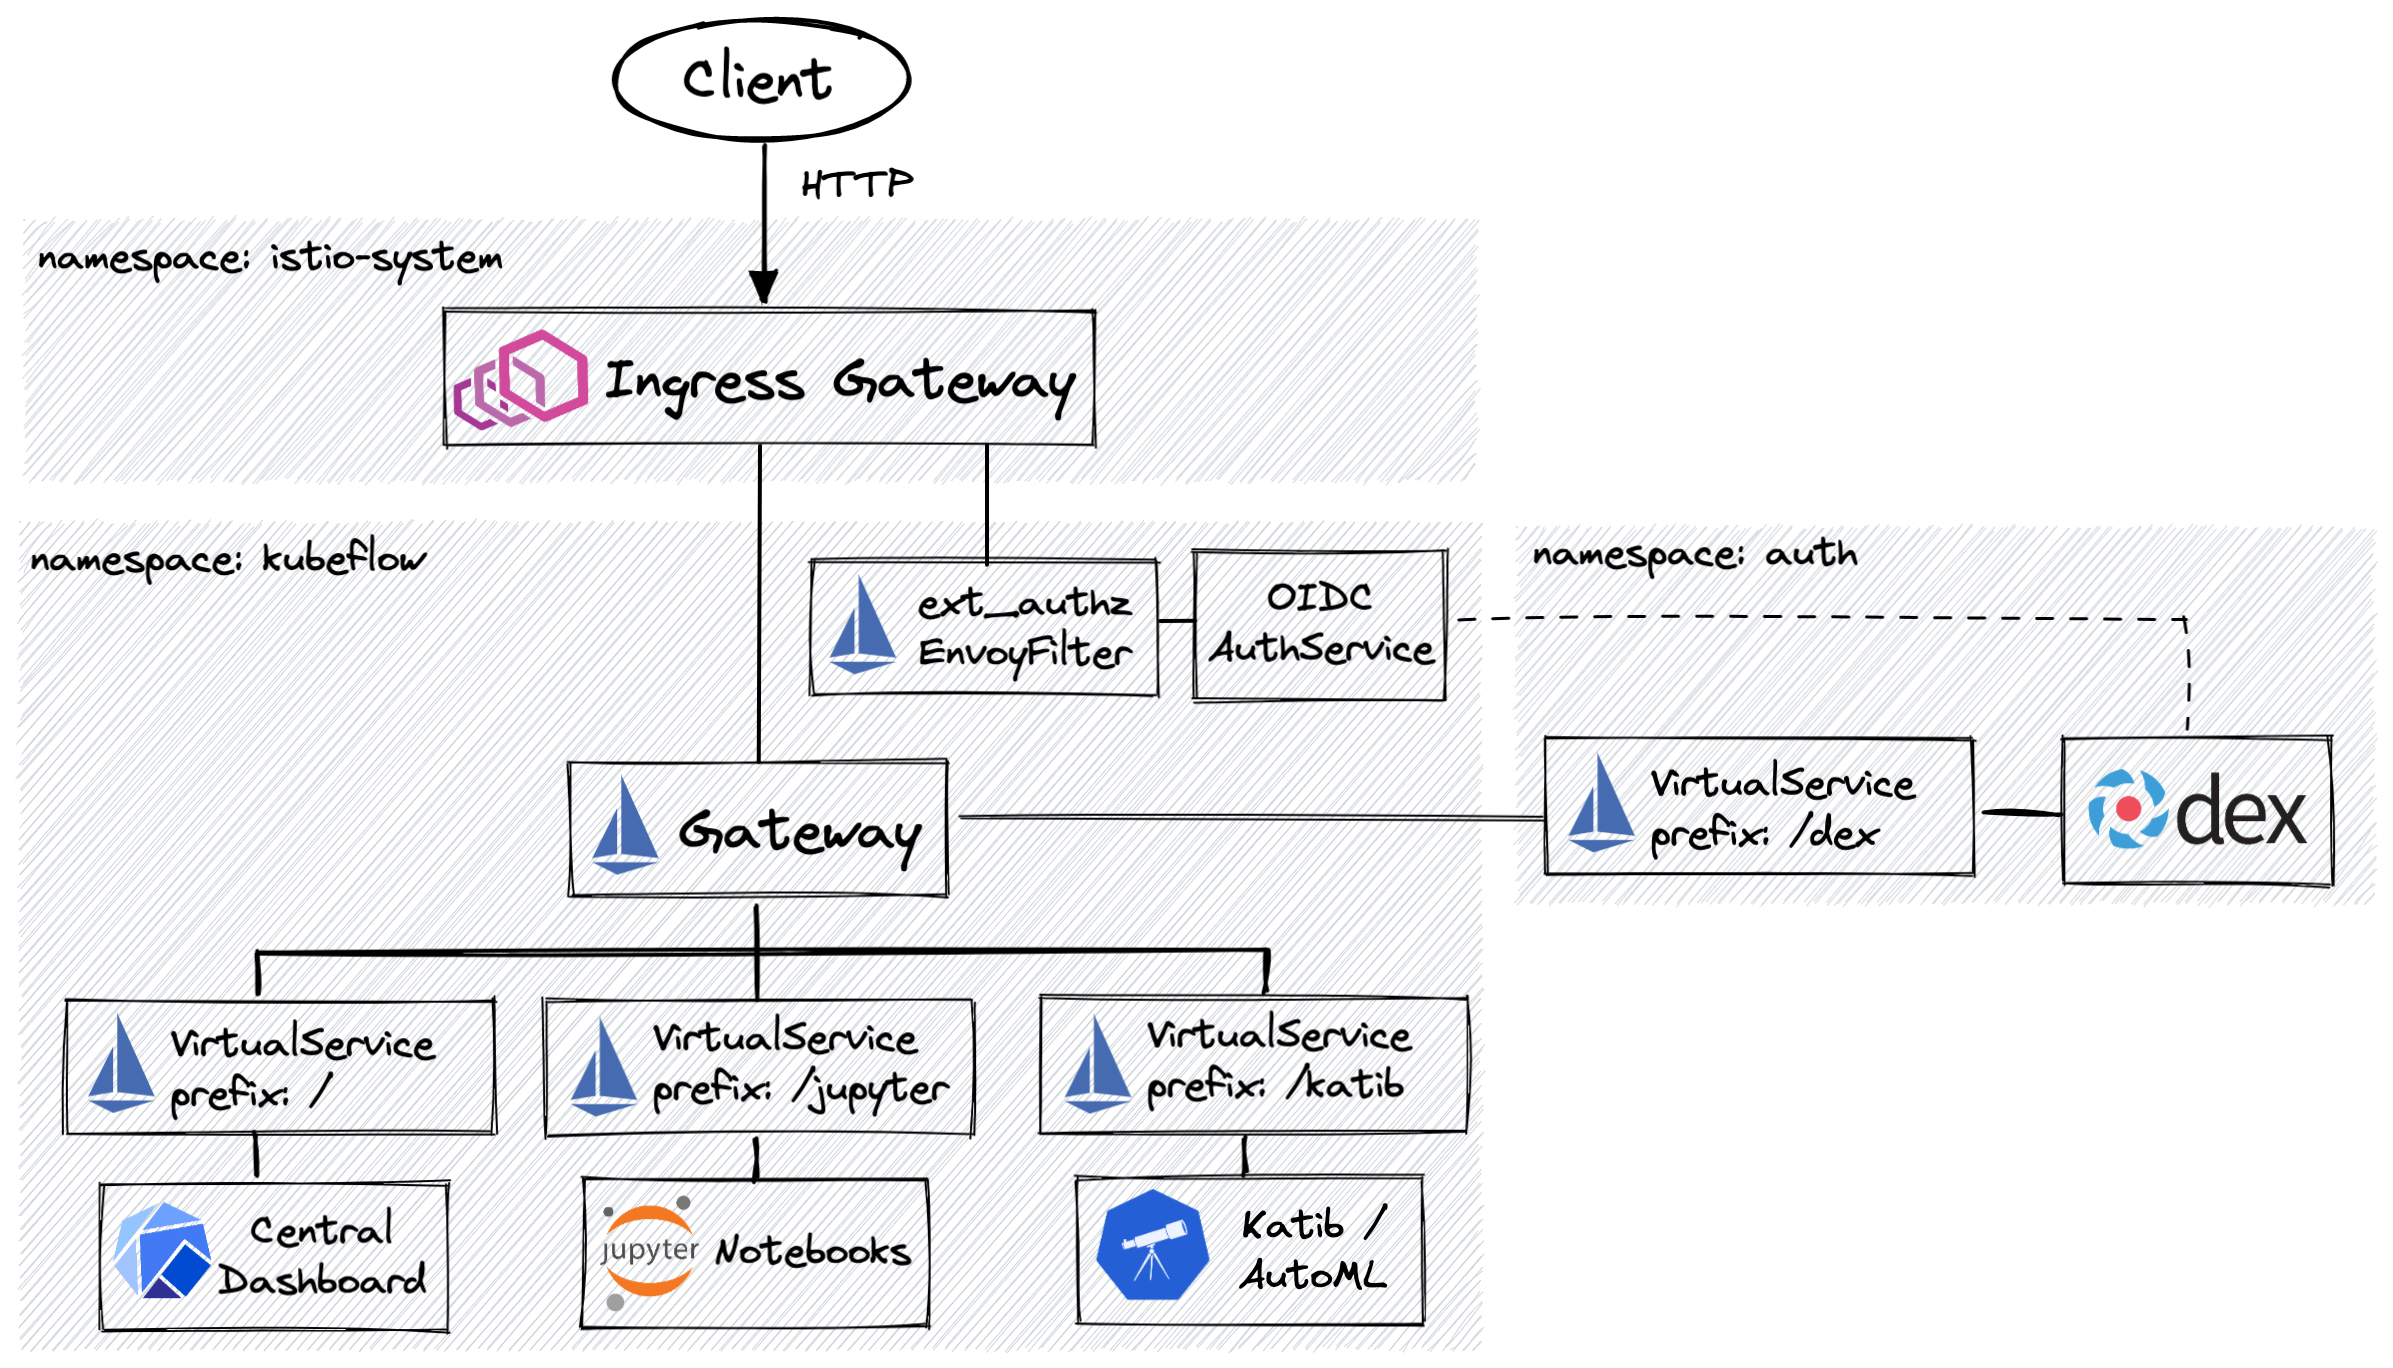 Client
HTTP
namespace: istio-system
Ingress Gateway
namespace: kubeflow
ext_authz
EnvoyFilter
OIDC
AuthService
namespace: auth
Gateway
VirtualService
prefix: /dex
dex
VirtualService
prefix: /
VirtualService
prefix: /jupyter
VirtualService
prefix: /katib
Central
Dashboard
jupyter
Notebooks
Katib /
AutoML